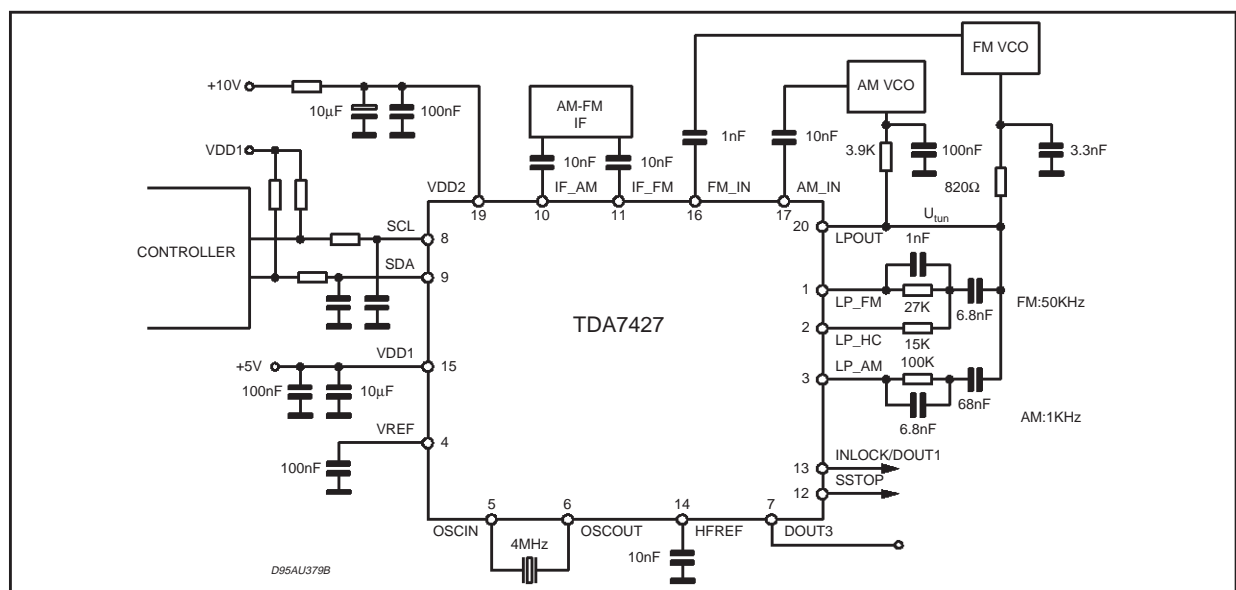 FM VCO
+10V
AM VCO
10µF
100nF
AM-FM
IF
1nF
10nF
3.9K
100nF
3.3nF
VDD1
10nF
10nF
820Ω
VDD2
IF_AM
IF_FM
FM_IN
AM_IN
19
10
11
16
17
Utun
20
LPOUT
SCL
8
1nF
CONTROLLER
SDA
9
1
LP_FM
27K
6.8nF
FM:50KHz
TDA7427
2
LP_HC
15K
VDD1
LP_AM
100K
+5V
15
3
100nF
10µF
68nF
6.8nF
AM:1KHz
VREF
4
100nF
13
INLOCK/DOUT1
SSTOP
12
5
6
14
7
OSCIN
OSCOUT
HFREF
DOUT3
4MHz
10nF
D95AU379B